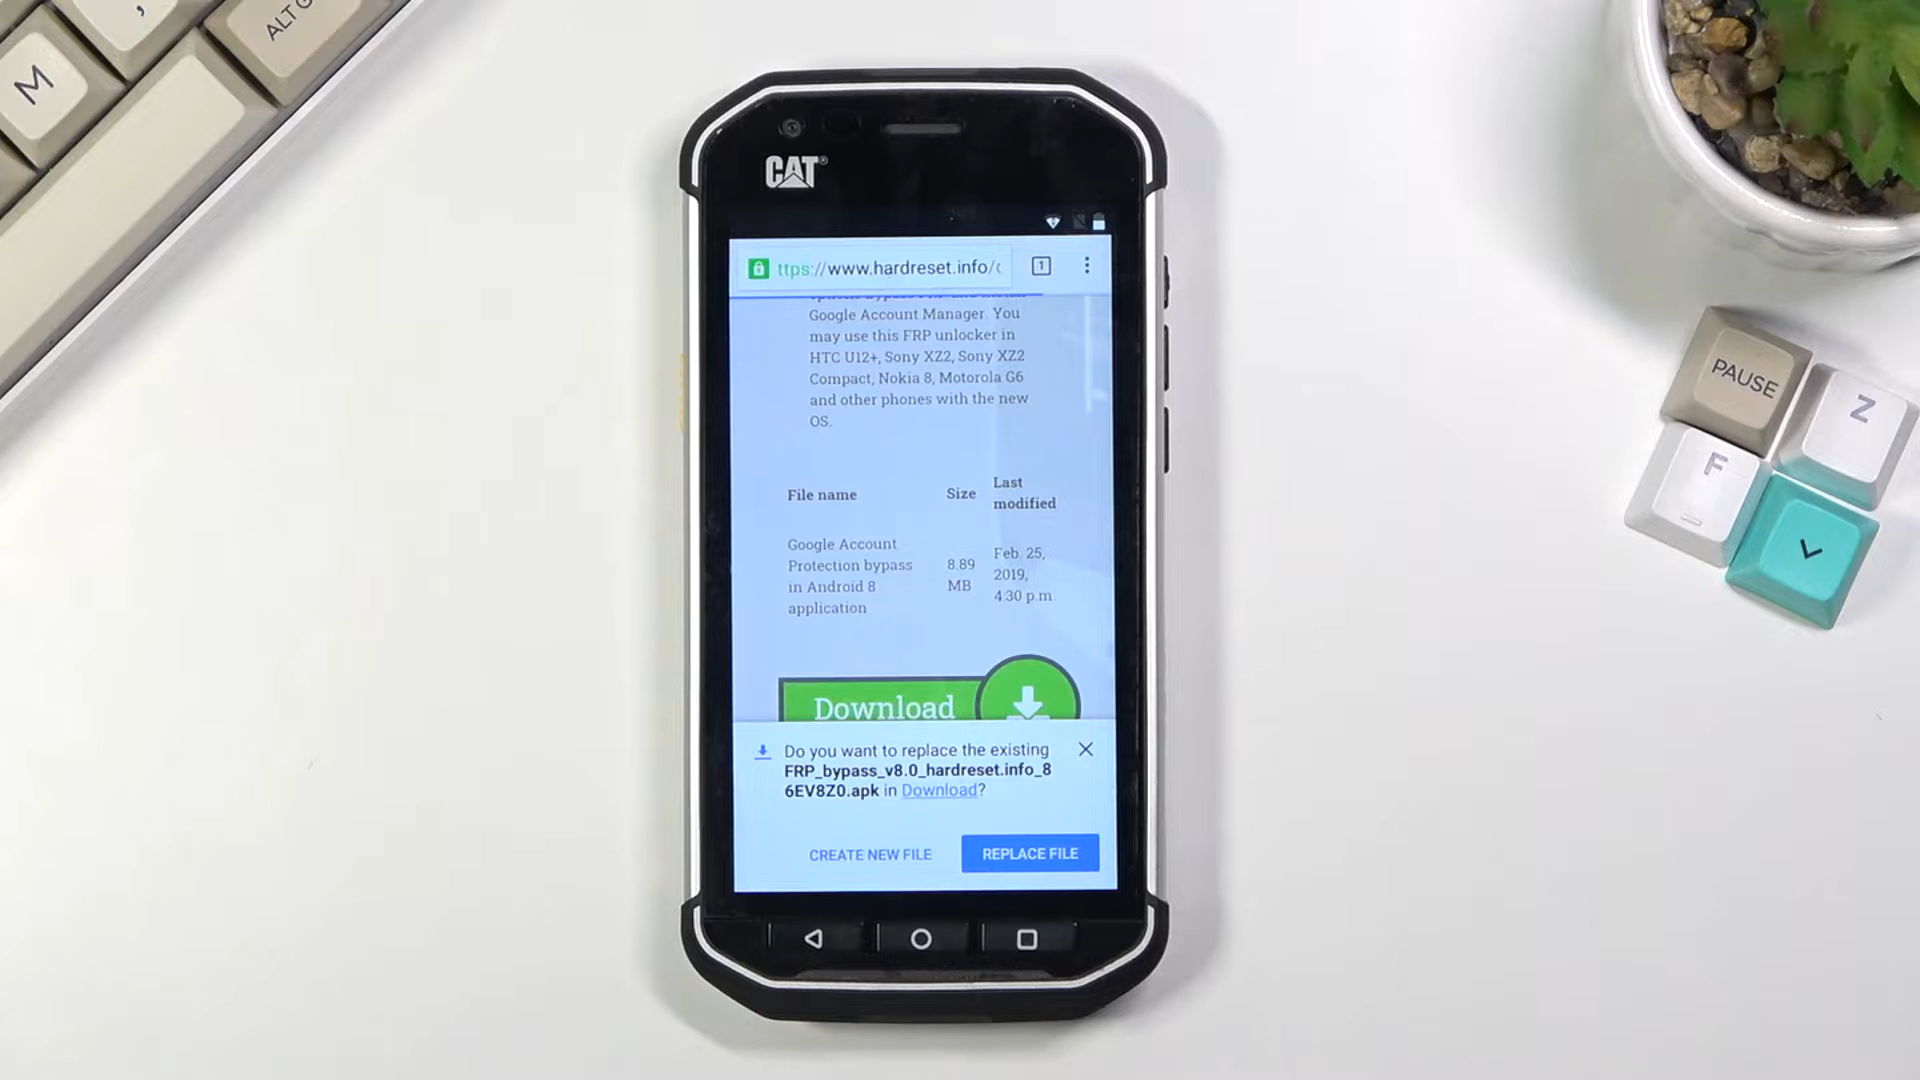 M
,
ALT G
CAT
ttps://www.hardreset.info/
1
Google Account Manager. You
may use this FRP unlocker in
HTC U12+, Sony XZ2, Sony XZ2
Compact, Nokia 8, Motorola G6
and other phones with the new
OS.
File name Size Last modified
Google Account
Protection bypass
in Android 8
application
8.89
MB
Feb. 25,
2019,
4:30 p.m.
Download
Do you want to replace the existing
FRP_bypass_v8.0_hardreset.info_8
6EV8Z0.apk in Download?
CREATE NEW FILE REPLACE FILE
PAUSE
Z
F